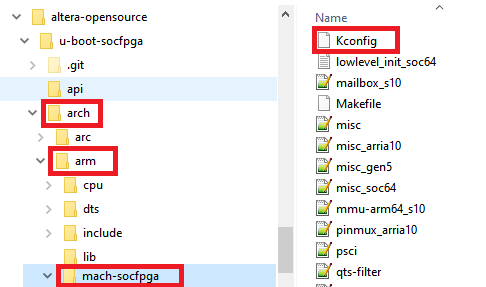 altera-opensource
u-boot-socfpga
.git
api
arch
arc
arm
cpu
dts
include
lib
mach-socfpga
Name
Kconfig
lowlevel_init_soc64
mailbox_s10
Makefile
misc
misc_arria10
misc_gen5
misc_soc64
mmu-arm64_s10
pinmux_arria10
psci
qts-filter